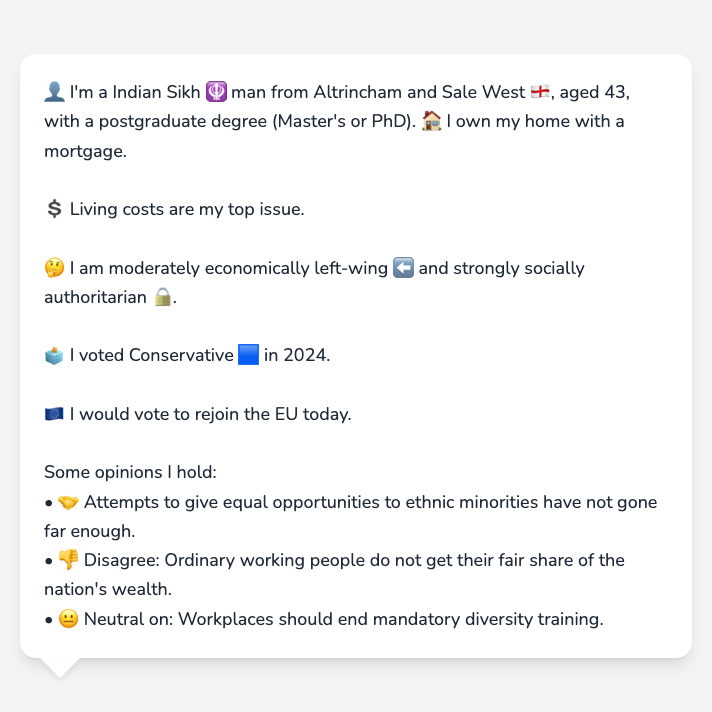 👤 I'm a Indian Sikh 🪯 man from Altrincham and Sale West 🏴󠁧󠁢󠁥󠁮󠁧󠁿, aged 43,
with a postgraduate degree (Master's or PhD). 🏠 I own my home with a
mortgage.
💲 Living costs are my top issue.
🤔 I am moderately economically left-wing ⬅️ and strongly socially
authoritarian 🔒.
🗳️ I voted Conservative 🟦 in 2024.
🇪🇺 I would vote to rejoin the EU today.
Some opinions I hold:
• 🤝 Attempts to give equal opportunities to ethnic minorities have not gone
far enough.
• 👎 Disagree: Ordinary working people do not get their fair share of the
nation's wealth.
• 😐 Neutral on: Workplaces should end mandatory diversity training.